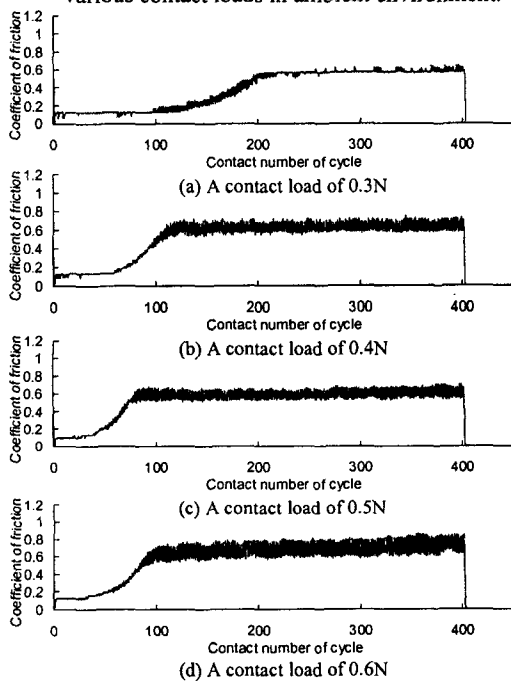 various contact loads in ambient environment.
Coefficient of friction
1.2
1
0.8
0.6
0.4
0.2
0
0 100 200 300 400
Contact number of cycle
(a) A contact load of 0.3N
Coefficient of friction
1.2
1
0.8
0.6
0.4
0.2
0
0 100 200 300 400
Contact number of cycle
(b) A contact load of 0.4N
Coefficient of friction
1.2
1
0.8
0.6
0.4
0.2
0
0 100 200 300 400
Contact number of cycle
(c) A contact load of 0.5N
Coefficient of friction
1.2
1
0.8
0.6
0.4
0.2
0
0 100 200 300 400
Contact number of cycle
(d) A contact load of 0.6N